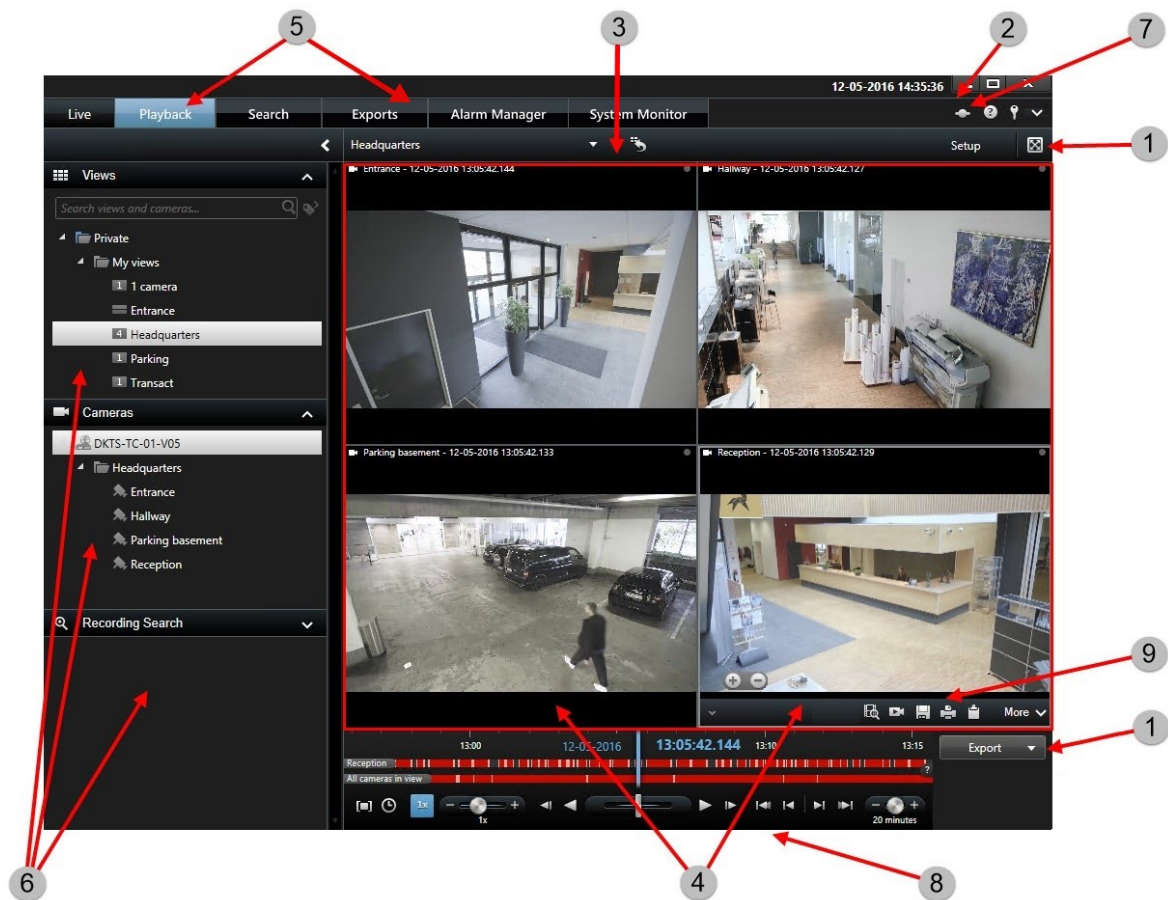 5
3
2
7
12-05-2016 14:35:36
Live Playback Search Exports Alarm Manager System Monitor
Headquarters
Setup
1
Views
Search views and cameras...
Private
My views
1 1 camera
Entrance
4 Headquarters
1 Parking
1 Transact
Cameras
DKTS-TC-01-V05
Headquarters
Entrance
Hallway
Parking basement
Reception
Recording Search
Entrance - 12-05-2016 13:05:42.144
Hallway - 12-05-2016 13:05:42.127
Parking basement - 12-05-2016 13:05:42.133
Reception - 12-05-2016 13:05:42.129
9
More
13:00 12-05-2016 13:05:42.144 13:10 13:15
Export
1
Reception
?
All cameras in view
1x
1x
20 minutes
6
4
8